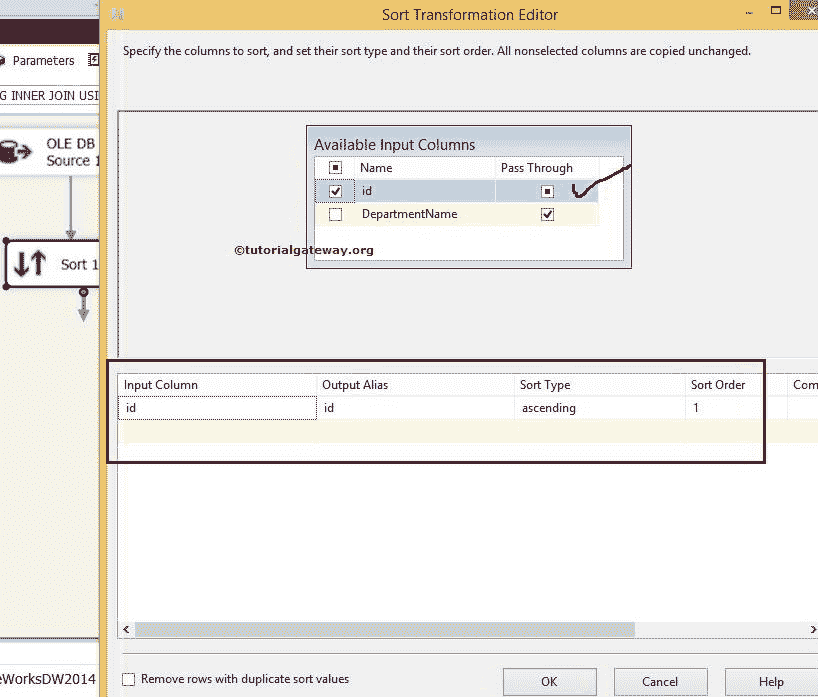 Sort Transformation Editor
Parameters
Specify the columns to sort, and set their sort type and their sort order. All nonselected columns are copied unchanged.
G INNER JOIN USI
OLE DB
Source 1
Available Input Columns
Name Pass Through
id
DepartmentName
©tutorialgateway.org
Sort 1
Input Column Output Alias Sort Type Sort Order Com
id id ascending 1
eWorksDW2014
Remove rows with duplicate sort values
OK Cancel Help